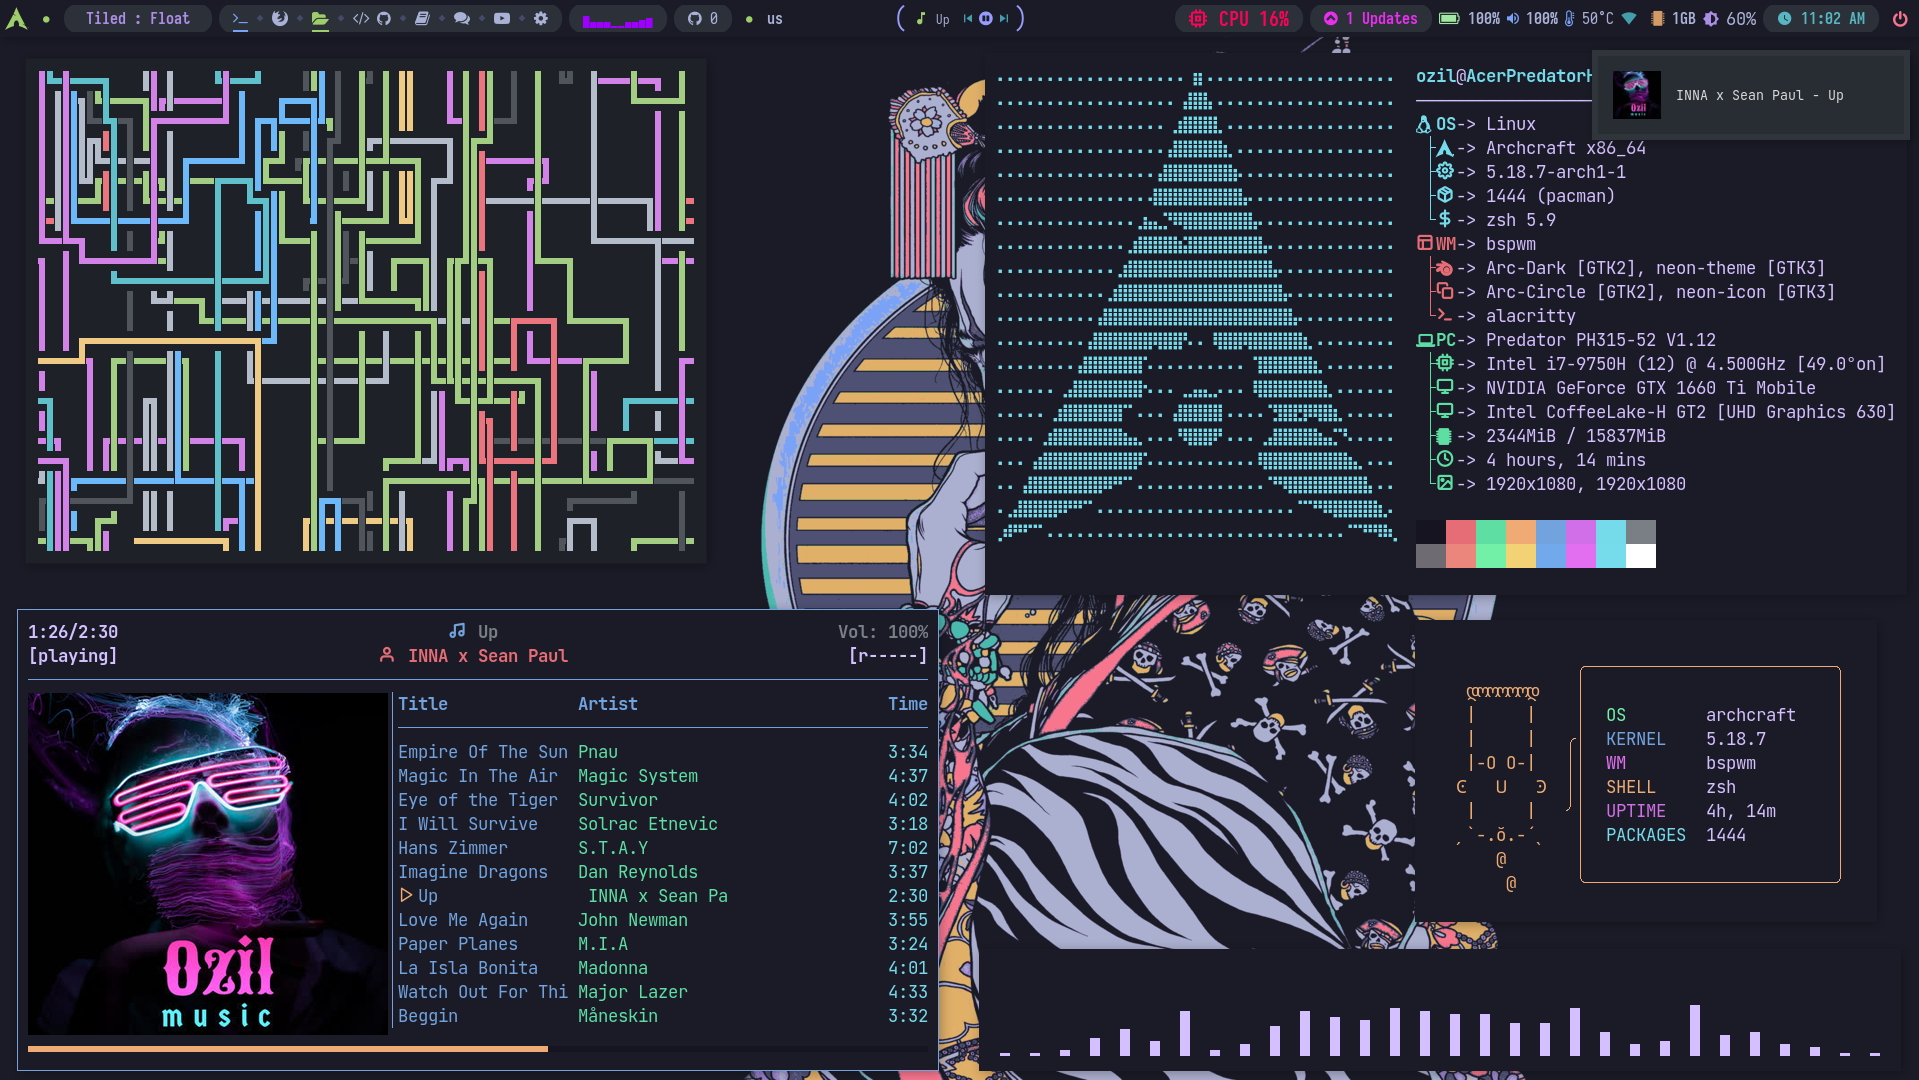 Tiled : Float
0
us
Up
CPU 16%
1 Updates
100%
100%
50°C
1GB
60%
11:02 AM
ozil@AcerPredatorH
INNA x Sean Paul - Up
Ozil
music
OS-> Linux
-> Archcraft x86_64
-> 5.18.7-arch1-1
-> 1444 (pacman)
-> zsh 5.9
WM-> bspwm
-> Arc-Dark [GTK2], neon-theme [GTK3]
-> Arc-Circle [GTK2], neon-icon [GTK3]
-> alacritty
PC-> Predator PH315-52 V1.12
-> Intel i7-9750H (12) @ 4.500GHz [49.0°on]
-> NVIDIA GeForce GTX 1660 Ti Mobile
-> Intel CoffeeLake-H GT2 [UHD Graphics 630]
-> 2344MiB / 15837MiB
-> 4 hours, 14 mins
-> 1920x1080, 1920x1080
1:26/2:30 Up Vol: 100%
[playing] INNA x Sean Paul [r-----]
Title Artist Time
Empire Of The Sun Pnau 3:34
Magic In The Air Magic System 4:37
Eye of the Tiger Survivor 4:02
I Will Survive Solrac Etnevic 3:18
Hans Zimmer S.T.A.Y 7:02
Imagine Dragons Dan Reynolds 3:37
Up INNA x Sean Pa 2:30
Love Me Again John Newman 3:55
Paper Planes M.I.A 3:24
La Isla Bonita Madonna 4:01
Watch Out For Thi Major Lazer 4:33
Beggin Måneskin 3:32
Ozil
music
OS archcraft
KERNEL 5.18.7
WM bspwm
SHELL zsh
UPTIME 4h, 14m
PACKAGES 1444